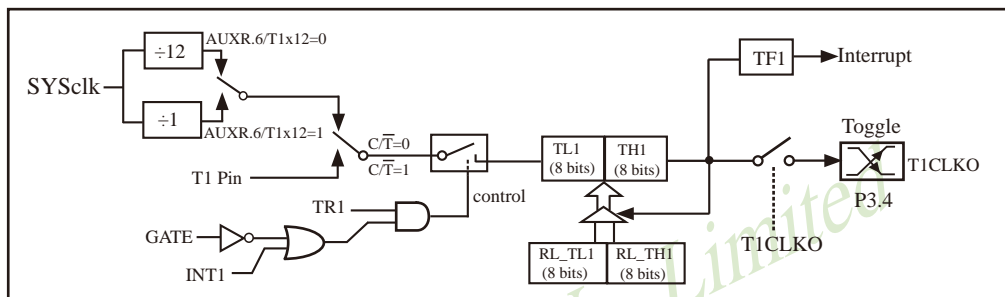 ÷12
AUXR.6/T1x12=0
SYSclk
÷1
AUXR.6/T1x12=1
T1 Pin
C/T̅=0
C/T̅=1
control
TR1
GATE
INT1
TL1
(8 bits)
TH1
(8 bits)
RL_TL1
(8 bits)
RL_TH1
(8 bits)
TF1
Interrupt
Toggle
T1CLKO
P3.4
T1CLKO
Limited